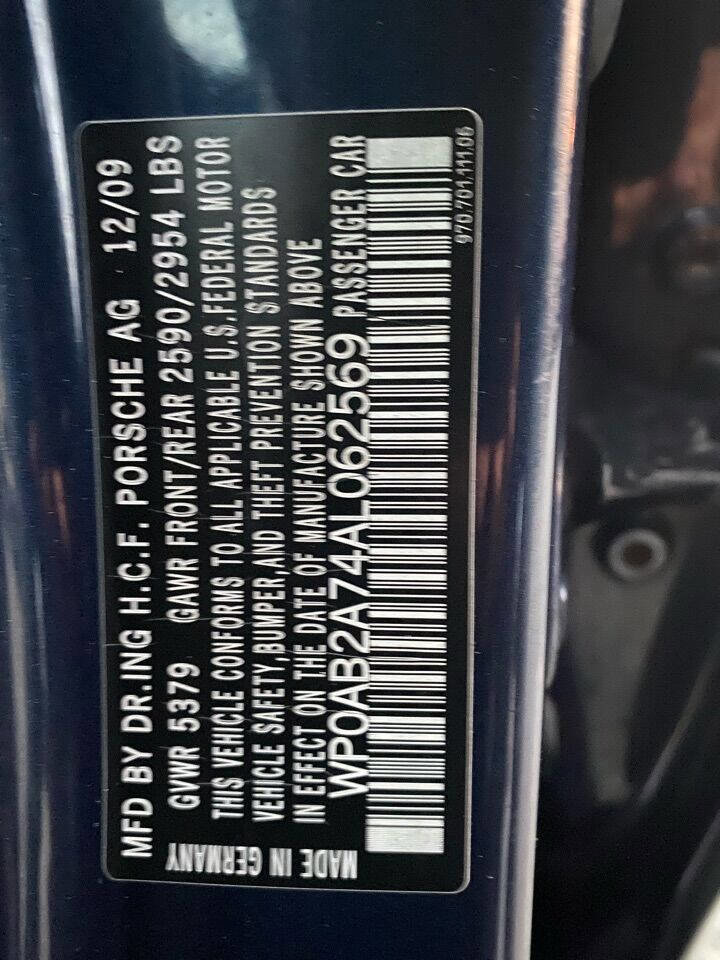 MFD BY DR.ING H.C.F. PORSCHE AG 12/09
GVWR 5379 GAWR FRONT/REAR 2590/2954 LBS
THIS VEHICLE CONFORMS TO ALL APPLICABLE U.S.FEDERAL MOTOR
VEHICLE SAFETY,BUMPER,AND THEFT PREVENTION STANDARDS
IN EFFECT ON THE DATE OF MANUFACTURE SHOWN ABOVE
WP0AB2A74AL062569 PASSENGER CAR
MADE IN GERMANY
970.701.111.06